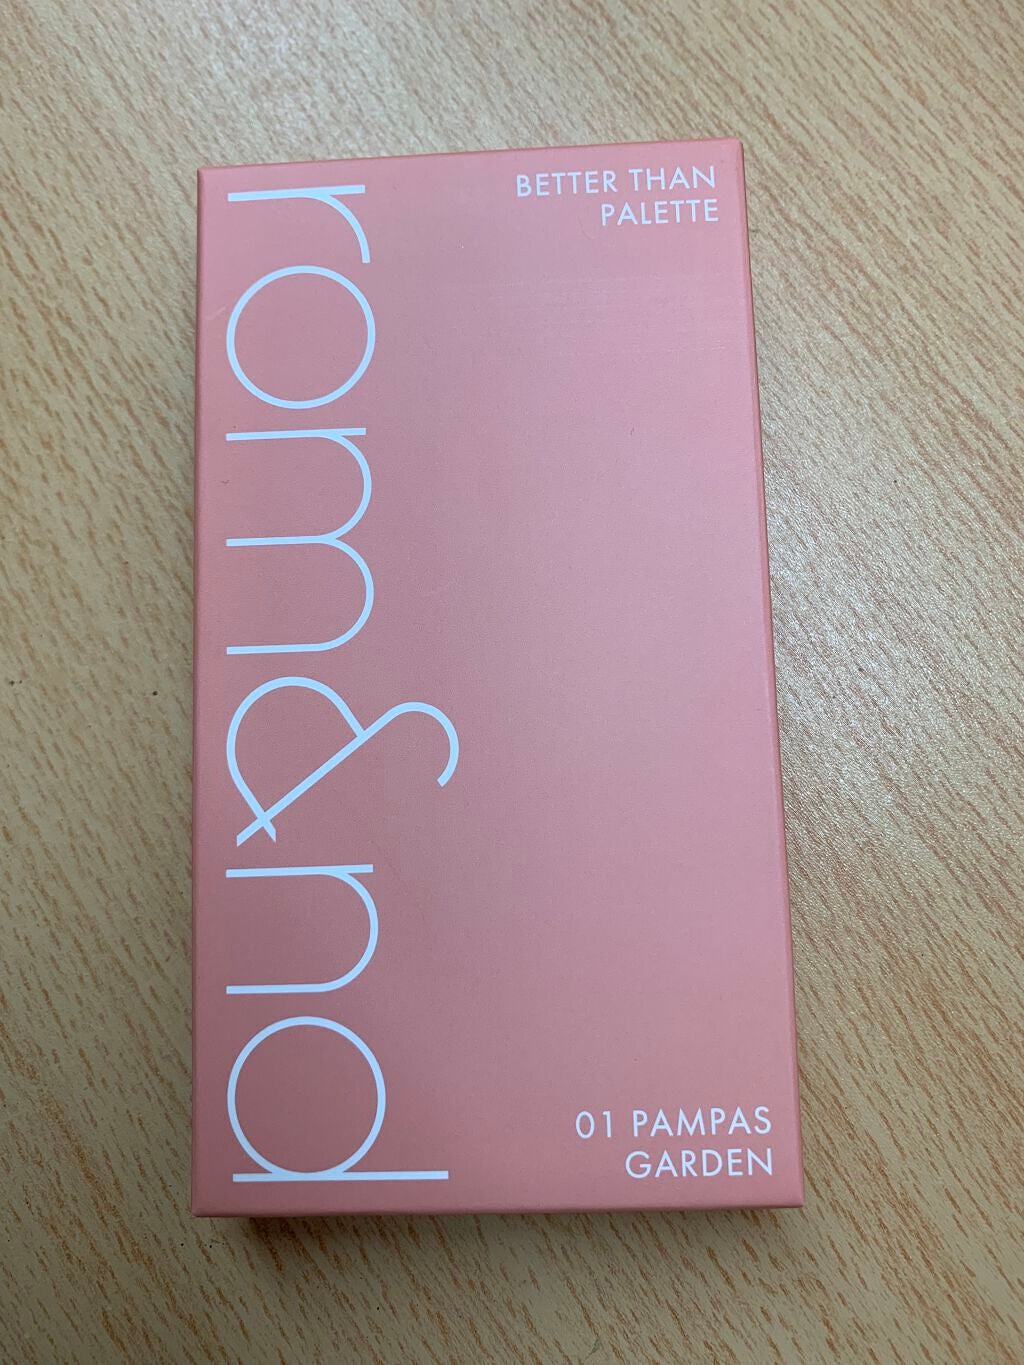 BETTER THAN
PALETTE
rom&nd
01 PAMPAS
GARDEN